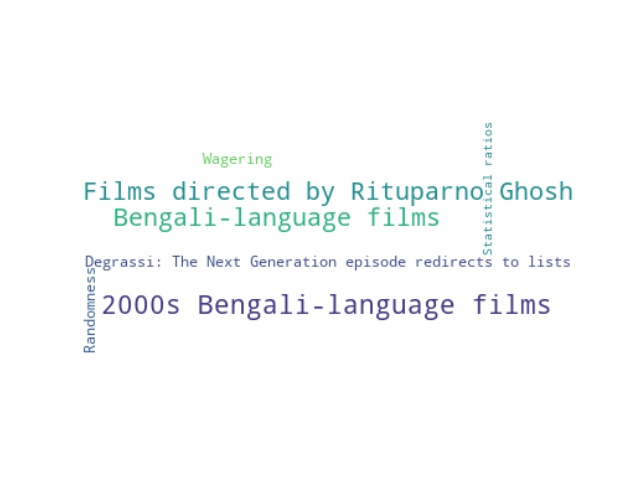 Wagering
Statistical ratios
Films directed by Rituparno Ghosh
Bengali-language films
Degrassi: The Next Generation episode redirects to lists
Randomness
2000s Bengali-language films